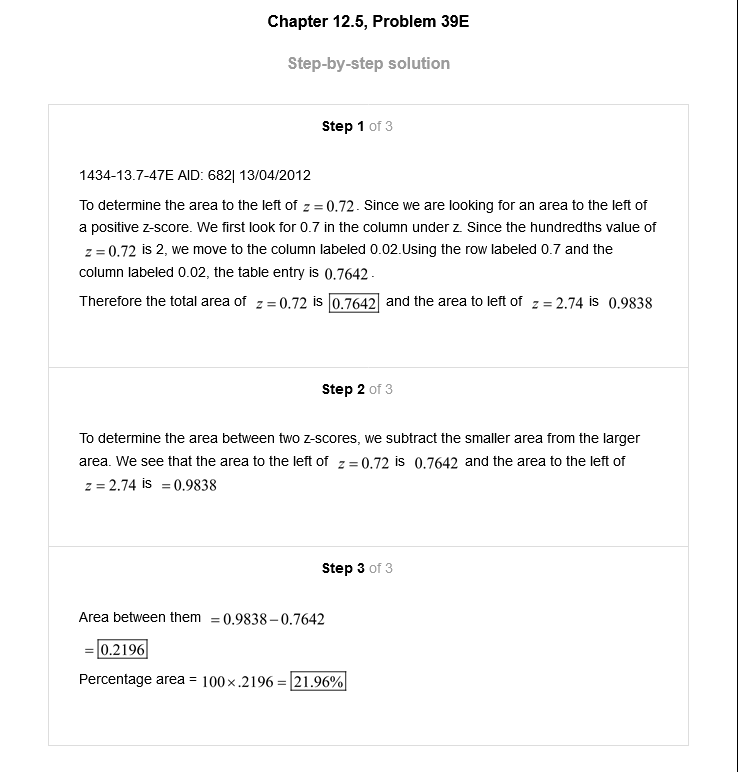 Chapter 12.5, Problem 39E
Step-by-step solution
Step 1 of 3
1434-13.7-47E AID: 682| 13/04/2012
To determine the area to the left of z = 0.72. Since we are looking for an area to the left of
a positive z-score. We first look for 0.7 in the column under z. Since the hundredths value of
z = 0.72 is 2, we move to the column labeled 0.02.Using the row labeled 0.7 and the
column labeled 0.02, the table entry is 0.7642.
Therefore the total area of z = 0.72 is 0.7642 and the area to left of z = 2.74 is 0.9838
Step 2 of 3
To determine the area between two z-scores, we subtract the smaller area from the larger
area. We see that the area to the left of z = 0.72 is 0.7642 and the area to the left of
z = 2.74 is = 0.9838
Step 3 of 3
Area between them = 0.9838 – 0.7642
= 0.2196
Percentage area = 100×.2196 = 21.96%